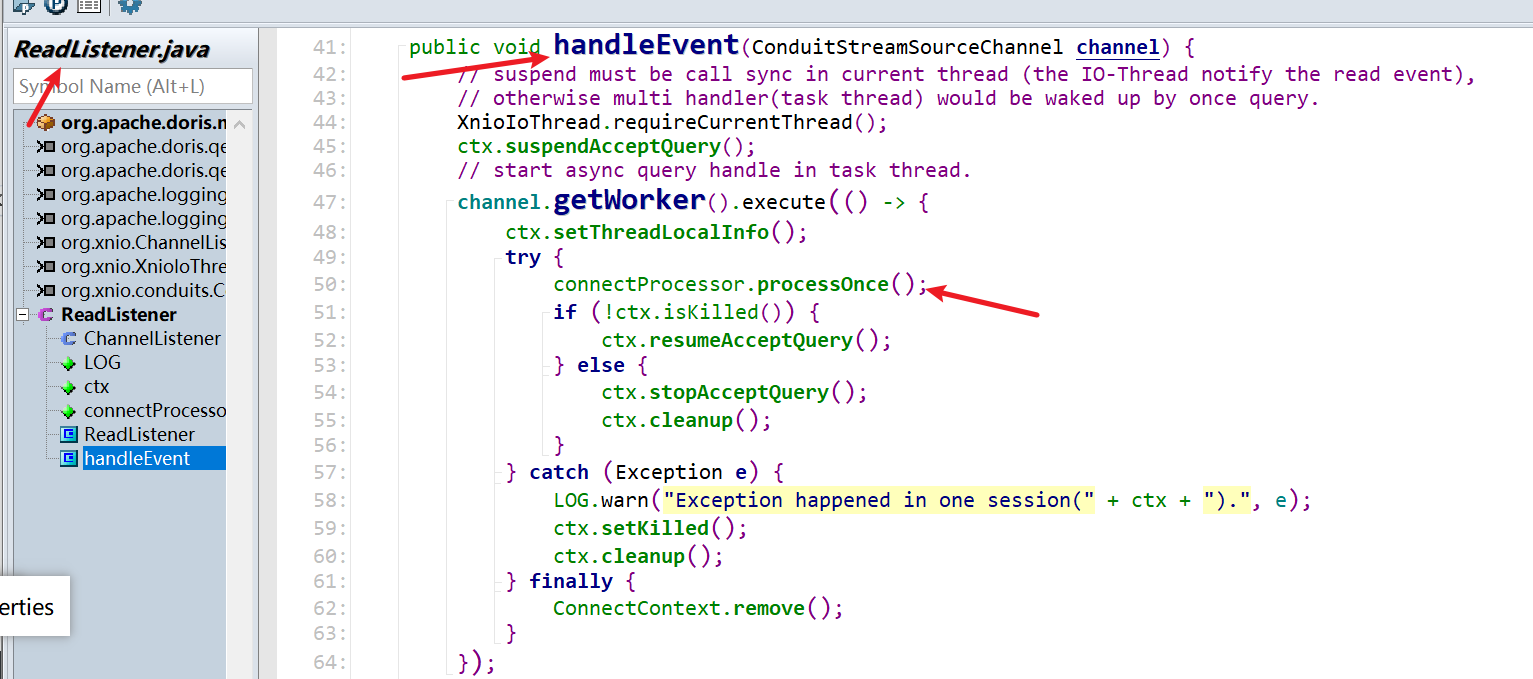 ReadListener.java
Symbol Name (Alt+L)
org.apache.doris.n
org.apache.doris.qe
org.apache.doris.qe
org.apache.logging
org.apache.logging
org.xnio.ChannelLis
org.xnio.XnioIoThre
org.xnio.conduits.C
ReadListener
ChannelListener
LOG
ctx
connectProcesso
ReadListener
handleEvent
erties
41: public void handleEvent(ConduitStreamSourceChannel channel) {
42: // suspend must be call sync in current thread (the IO-Thread notify the read event),
43: // otherwise multi handler(task thread) would be waked up by once query.
44: XnioIoThread.requireCurrentThread();
45: ctx.suspendAcceptQuery();
46: // start async query handle in task thread.
47: channel.getWorker().execute(() -> {
48: ctx.setThreadLocalInfo();
49: try {
50: connectProcessor.processOnce();
51: if (!ctx.isKilled()) {
52: ctx.resumeAcceptQuery();
53: } else {
54: ctx.stopAcceptQuery();
55: ctx.cleanup();
56: }
57: } catch (Exception e) {
58: LOG.warn("Exception happened in one session(" + ctx + ").", e);
59: ctx.setKilled();
60: ctx.cleanup();
61: } finally {
62: ConnectContext.remove();
63: }
64: });